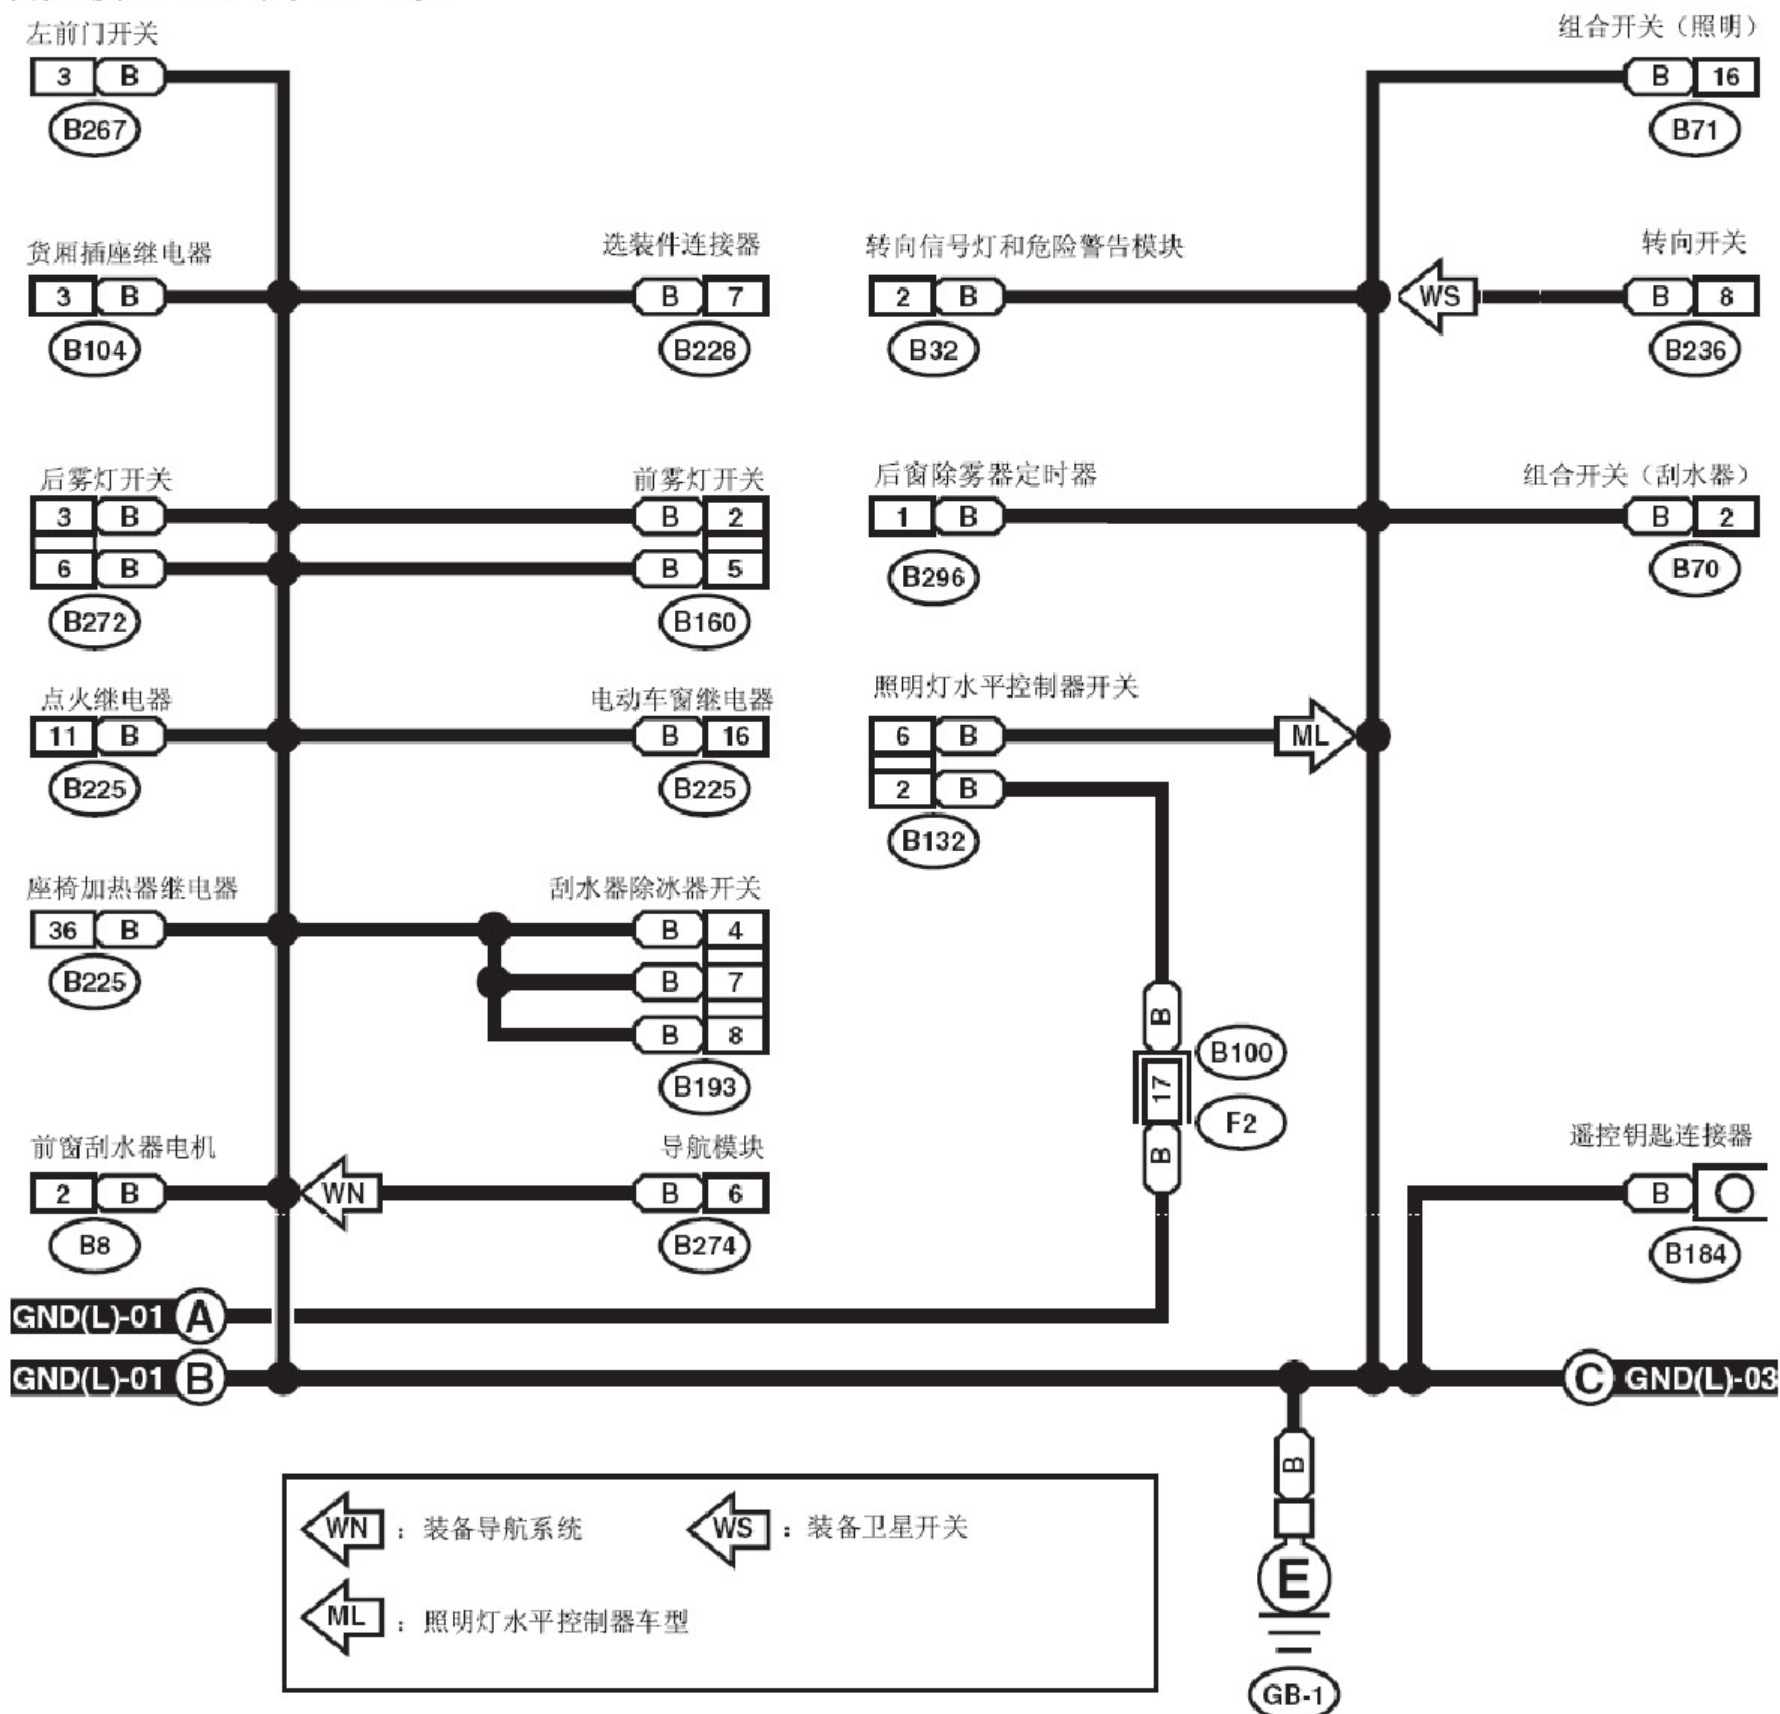 左前门开关
3 B
B267
组合开关（照明）
B 16
B71
货厢插座继电器
3 B
B104
选装件连接器
B 7
B228
转向信号灯和危险警告模块
2 B
B32
转向开关
WS B 8
B236
后雾灯开关
3 B
6 B
B272
前雾灯开关
B 2
B 5
B160
后窗除雾器定时器
1 B
B296
组合开关（刮水器）
B 2
B70
点火继电器
11 B
B225
电动车窗继电器
B 16
B225
照明灯水平控制器开关
6 B ML
2 B
B132
座椅加热器继电器
36 B
B225
刮水器除冰器开关
B 4
B 7
B 8
B193
B
17
B
B100
F2
前窗刮水器电机
2 B
B8
导航模块
WN B 6
B274
遥控钥匙连接器
B
B184
GND(L)-01 A
GND(L)-01 B
C GND(L)-03
B
E
GB-1
WN ：装备导航系统
WS ：装备卫星开关
ML ：照明灯水平控制器车型